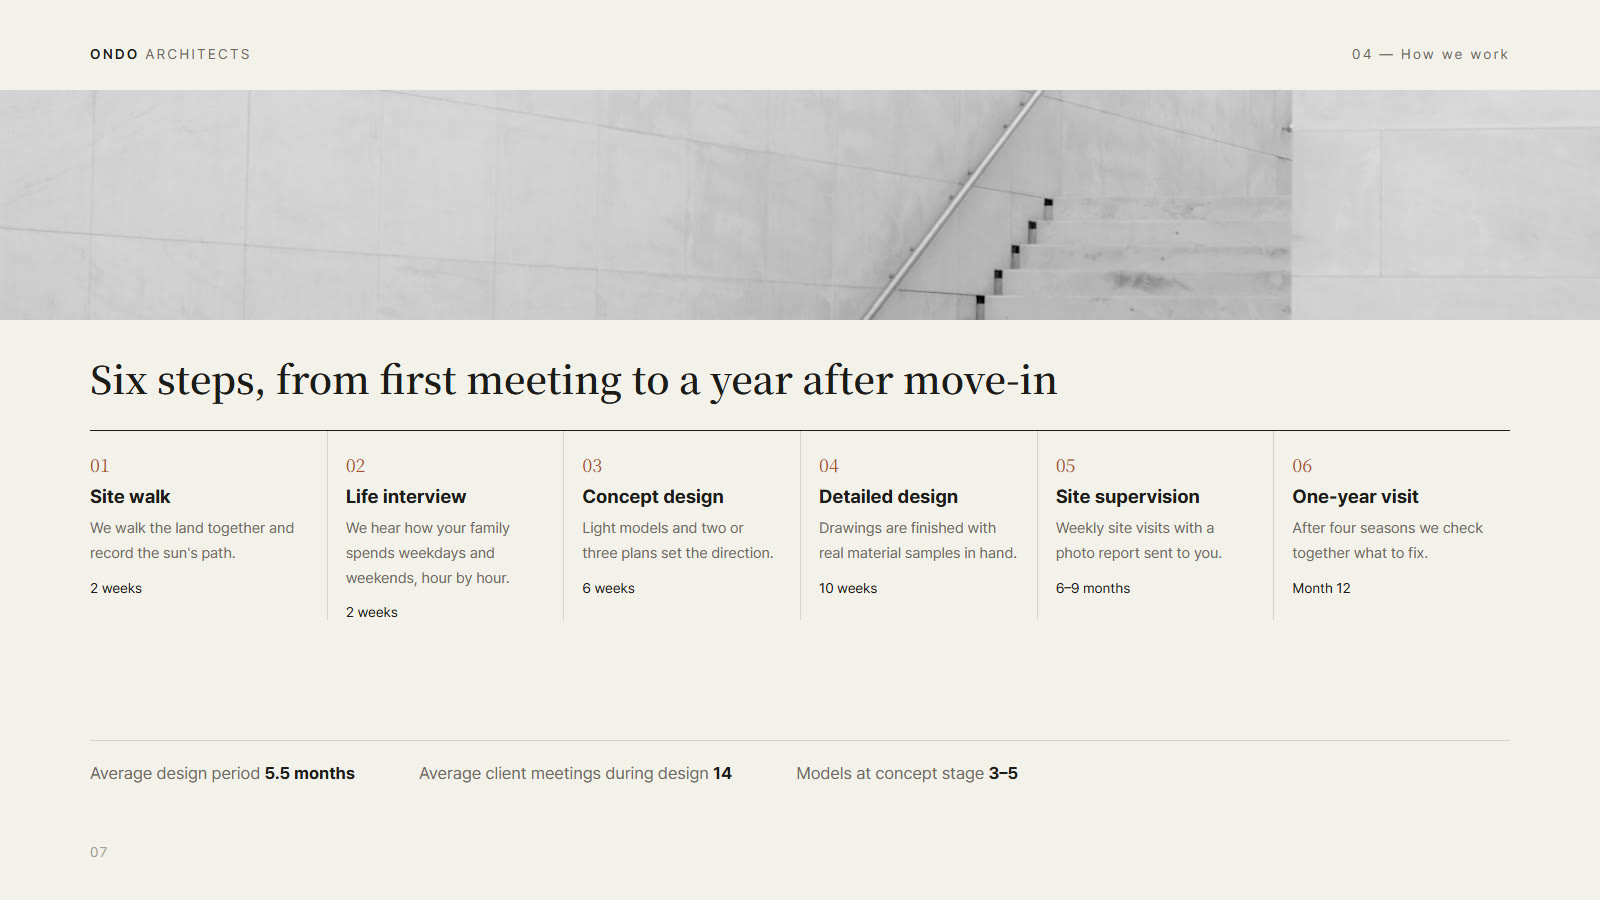 ONDO ARCHITECTS
04 — How we work
Six steps, from first meeting to a year after move-in
01
Site walk
We walk the land together and
record the sun's path.
2 weeks
02
Life interview
We hear how your family
spends weekdays and
weekends, hour by hour.
2 weeks
03
Concept design
Light models and two or
three plans set the direction.
6 weeks
04
Detailed design
Drawings are finished with
real material samples in hand.
10 weeks
05
Site supervision
Weekly site visits with a
photo report sent to you.
6–9 months
06
One-year visit
After four seasons we check
together what to fix.
Month 12
Average design period 5.5 months
Average client meetings during design 14
Models at concept stage 3–5
07